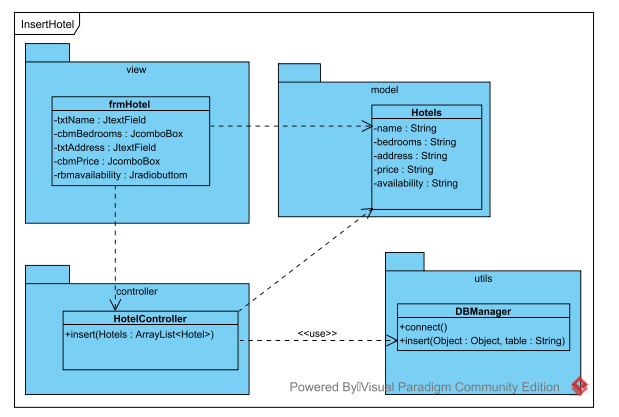 InsertHotel
view
frmHotel
-txtName : JtextField
-cbmBedrooms : JcomboBox
-txtAddress : JtextField
-cbmPrice : JcomboBox
-rbmavailability : Jradiobuttom
model
Hotels
-name : String
-bedrooms : String
-address : String
-price : String
-availability : String
controller
HotelController
+insert(Hotels : ArrayList<Hotel>)
<<use>>
utils
DBManager
+connect()
+insert(Object : Object, table : String)
Powered By Visual Paradigm Community Edition